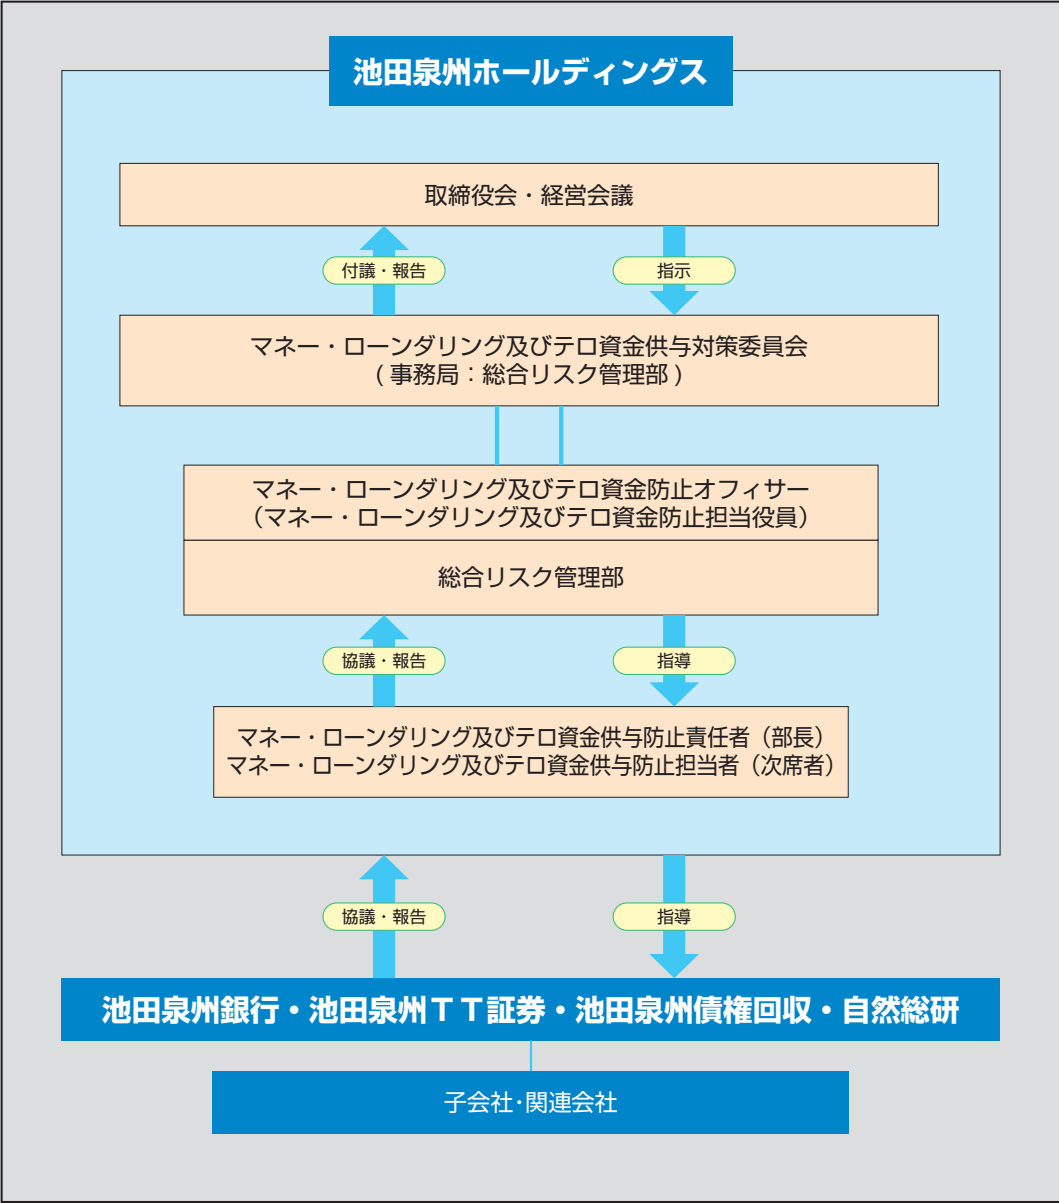 池田泉州ホールディングス
取締役会・経営会議
付議・報告
指示
マネー・ローンダリング及びテロ資金供与対策委員会
(事務局：総合リスク管理部)
マネー・ローンダリング及びテロ資金防止オフィサー
（マネー・ローンダリング及びテロ資金防止担当役員）
総合リスク管理部
協議・報告
指導
マネー・ローンダリング及びテロ資金供与防止責任者（部長）
マネー・ローンダリング及びテロ資金供与防止担当者（次席者）
協議・報告
指導
池田泉州銀行・池田泉州ＴＴ証券・池田泉州債権回収・自然総研
子会社・関連会社